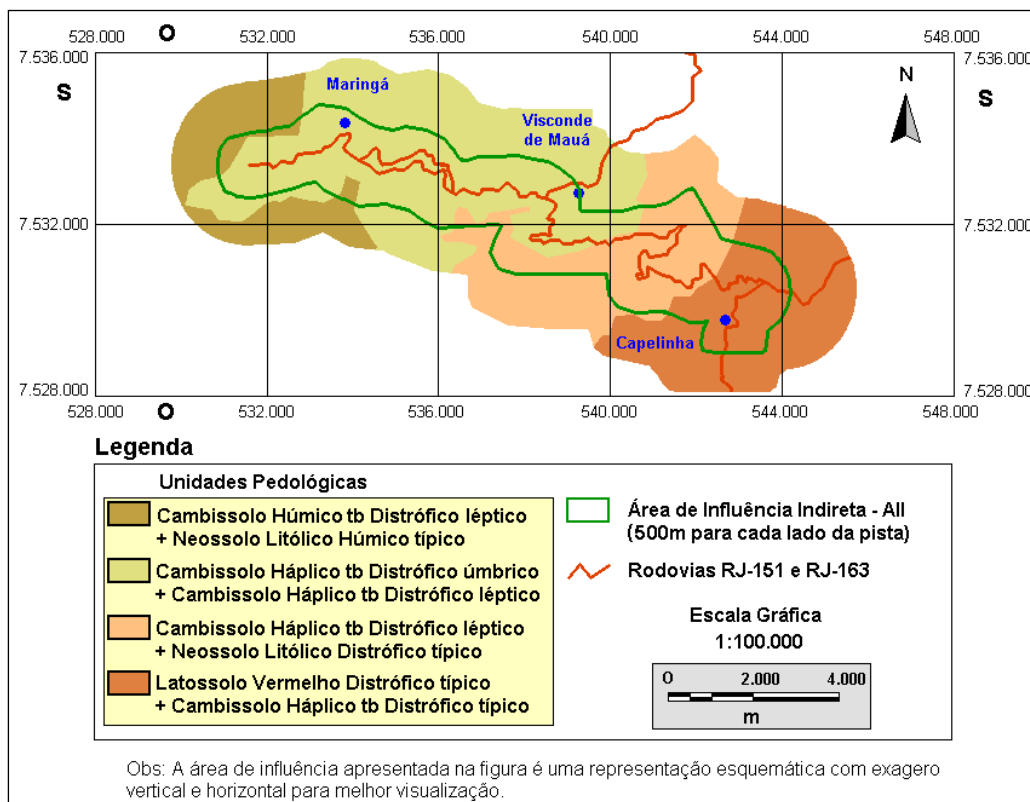 528.000 O 532.000 536.000 540.000 544.000 548.000
7.536.000 7.536.000
S S
Maringá
N
Visconde
de Mauá
7.532.000 7.532.000
Capelinha
7.528.000 7.528.000
528.000 O 532.000 536.000 540.000 544.000 548.000
Legenda
Unidades Pedológicas
Cambissolo Húmico tb Distrófico léptico
+ Neossolo Litólico Húmico típico
Cambissolo Háplico tb Distrófico úmbrico
+ Cambissolo Háplico tb Distrófico léptico
Cambissolo Háplico tb Distrófico léptico
+ Neossolo Litólico Distrófico típico
Latossolo Vermelho Distrófico típico
+ Cambissolo Háplico tb Distrófico típico
Área de Influência Indireta - AII
(500m para cada lado da pista)
Rodovias RJ-151 e RJ-163
Escala Gráfica
1:100.000
O 2.000 4.000
m
Obs: A área de influência apresentada na figura é uma representação esquemática com exagero
vertical e horizontal para melhor visualização.